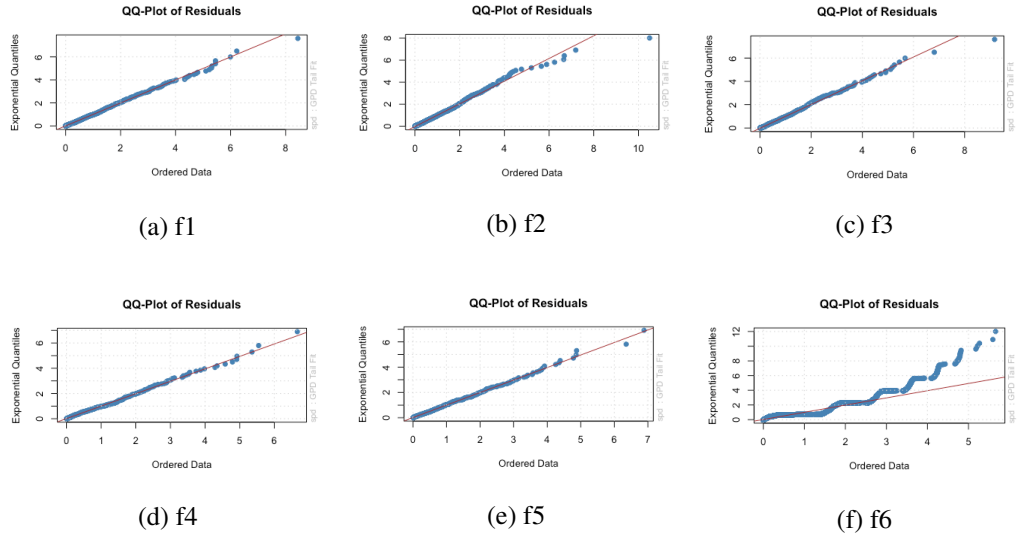 QQ-Plot of Residuals
Exponential Quantiles
0 2 4 6
0 2 4 6 8
Ordered Data
spd : GPD Tail Fit
(a) f1
QQ-Plot of Residuals
Exponential Quantiles
0 2 4 6 8
0 2 4 6 8 10
Ordered Data
spd : GPD Tail Fit
(b) f2
QQ-Plot of Residuals
Exponential Quantiles
0 2 4 6
0 2 4 6 8
Ordered Data
spd : GPD Tail Fit
(c) f3
QQ-Plot of Residuals
Exponential Quantiles
0 2 4 6
0 1 2 3 4 5 6
Ordered Data
spd : GPD Tail Fit
(d) f4
QQ-Plot of Residuals
Exponential Quantiles
0 2 4 6
0 1 2 3 4 5 6 7
Ordered Data
spd : GPD Tail Fit
(e) f5
QQ-Plot of Residuals
Exponential Quantiles
0 2 4 6 8 12
0 1 2 3 4 5
Ordered Data
spd : GPD Tail Fit
(f) f6